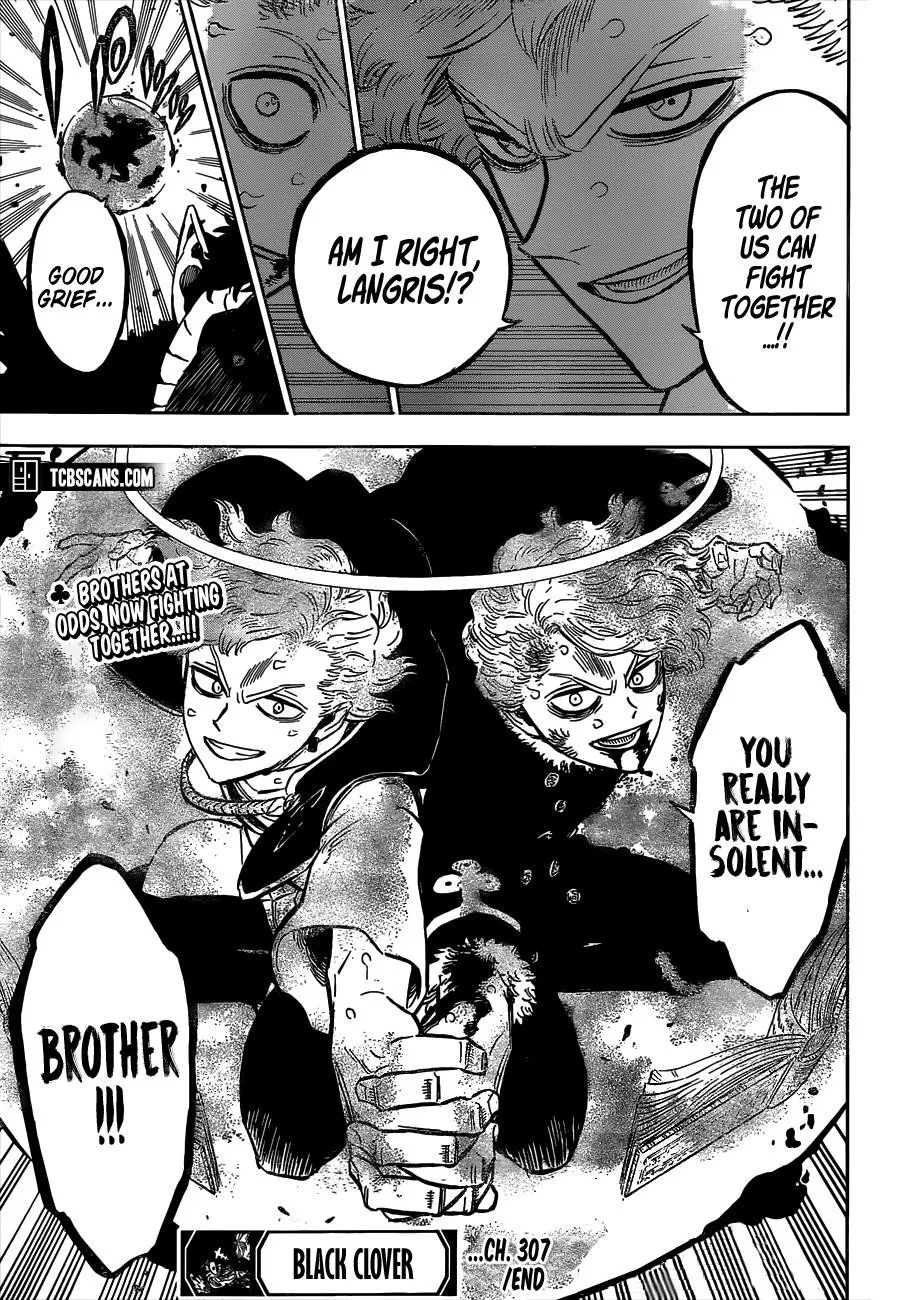 THE
TWO OF
US CAN
FIGHT
TOGETHER
...!!
AM I RIGHT,
LANGRIS!?
GOOD
GRIEF...
TCBSCANS.COM
BROTHERS AT
ODDS, NOW FIGHTING
TOGETHER...!!!
YOU
REALLY
ARE IN-
SOLENT...
BROTHER
!!!
BLACK CLOVER
...CH. 307
/END